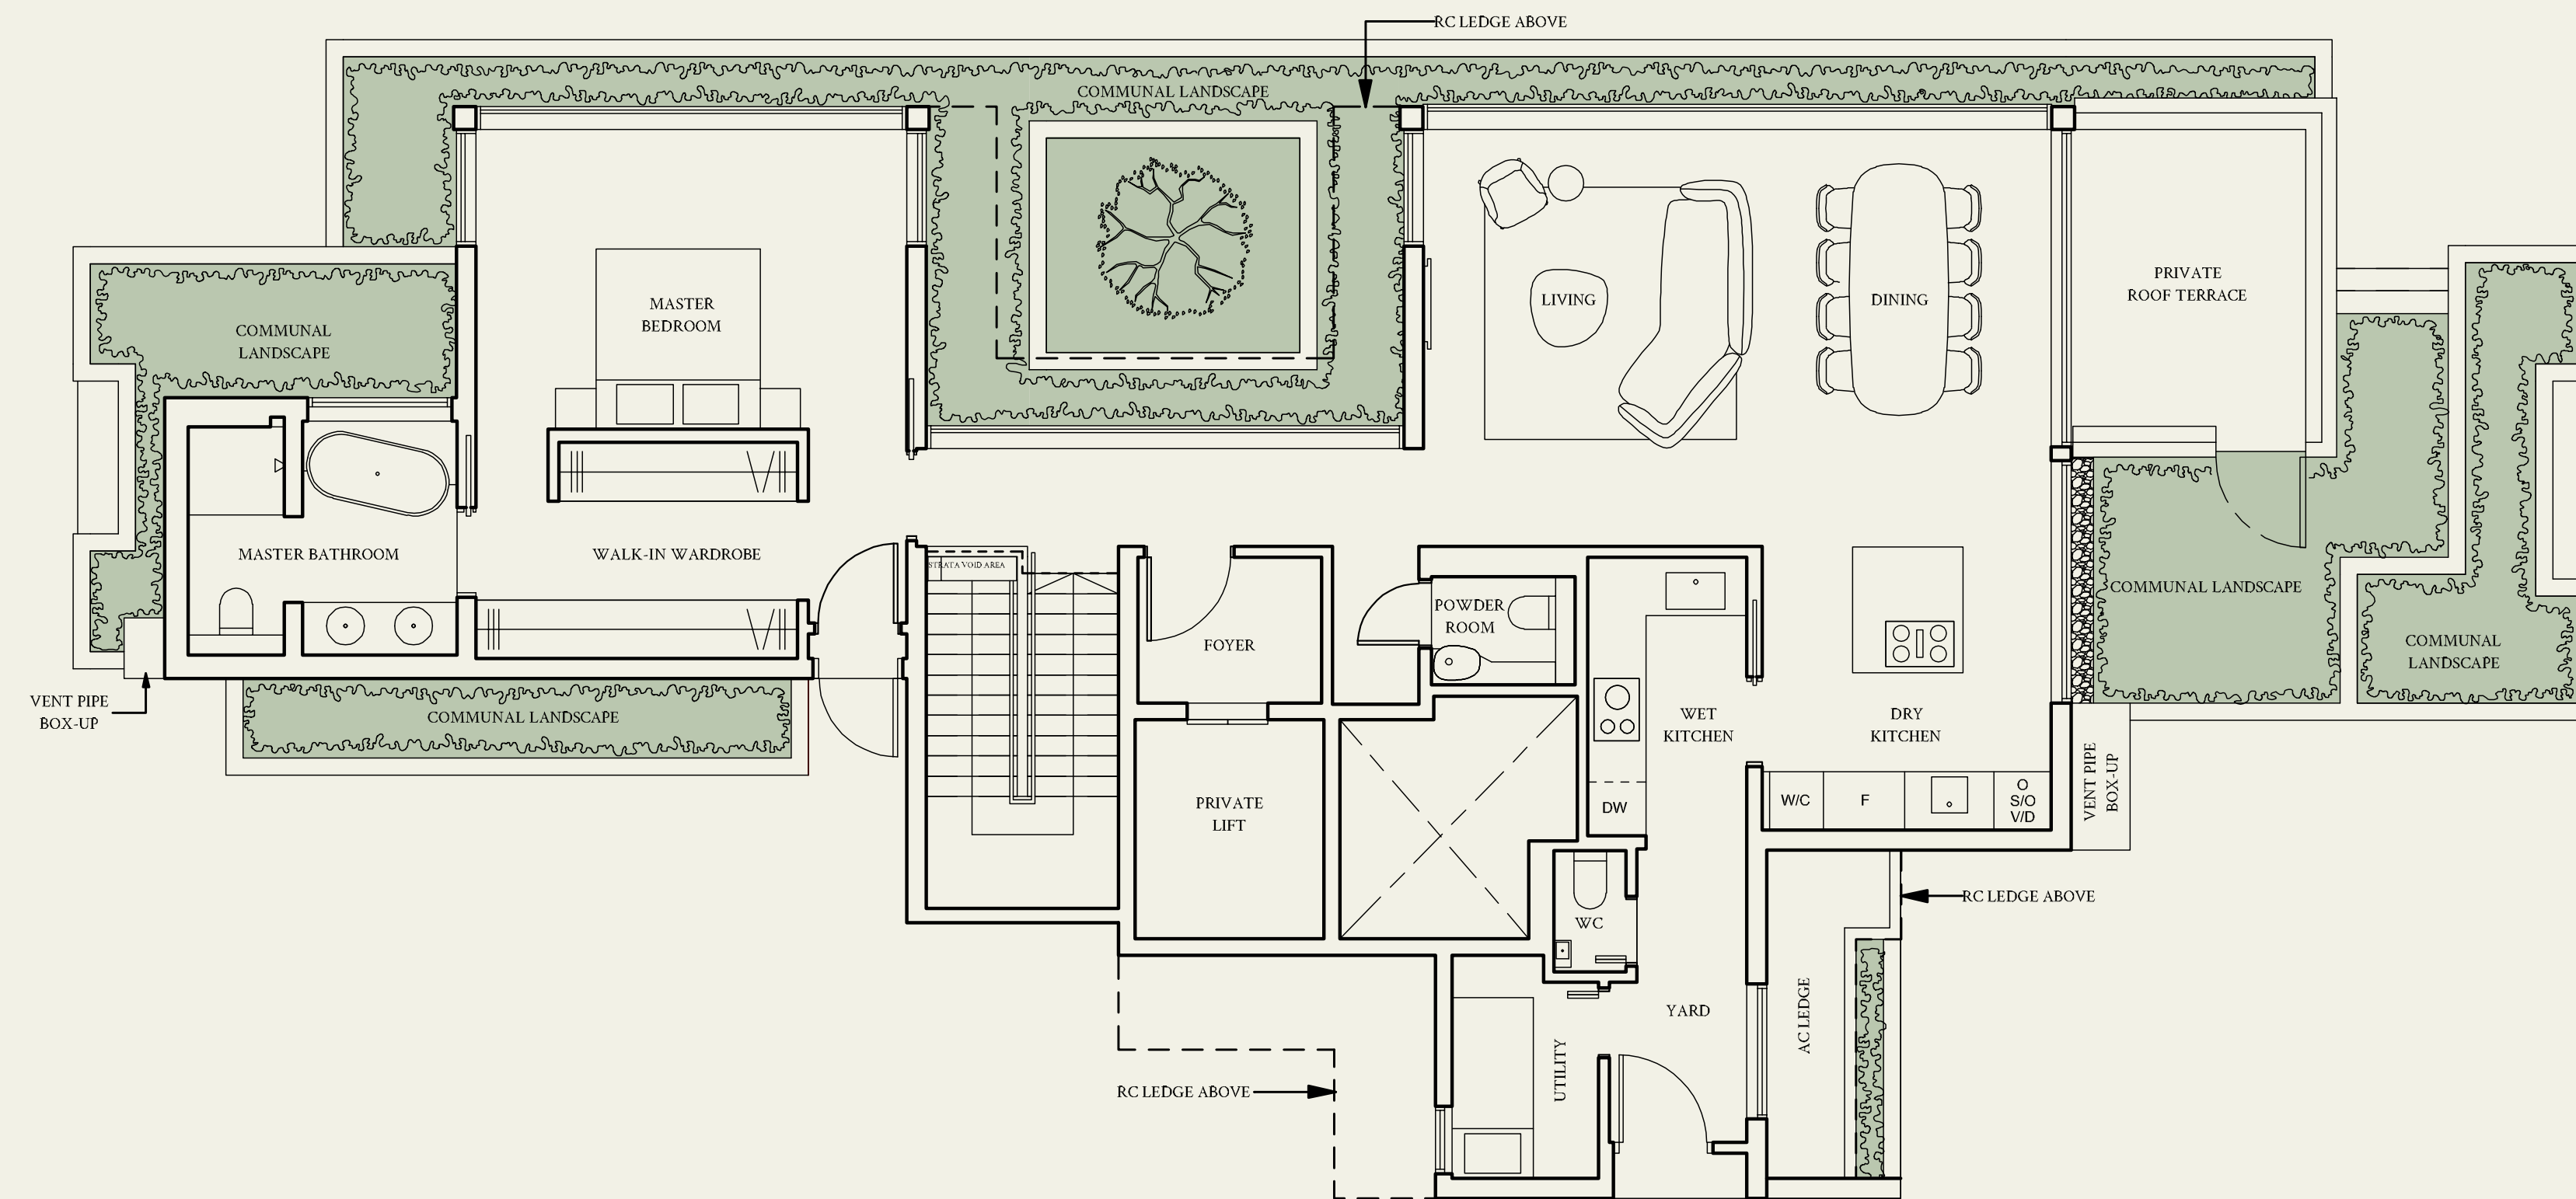 RC LEDGE ABOVE
COMMUNAL LANDSCAPE
PRIVATE
ROOF TERRACE
MASTER
BEDROOM
LIVING
DINING
COMMUNAL
LANDSCAPE
MASTER BATHROOM
WALK-IN WARDROBE
STRATA VOID AREA
FOYER
POWDER
ROOM
COMMUNAL LANDSCAPE
COMMUNAL
LANDSCAPE
VENT PIPE
BOX-UP
COMMUNAL LANDSCAPE
WET
KITCHEN
DRY
KITCHEN
VENT PIPE
BOX-UP
PRIVATE
LIFT
DW
W/C
F
O
S/O
V/D
WC
RC LEDGE ABOVE
YARD
AC LEDGE
UTILITY
RC LEDGE ABOVE